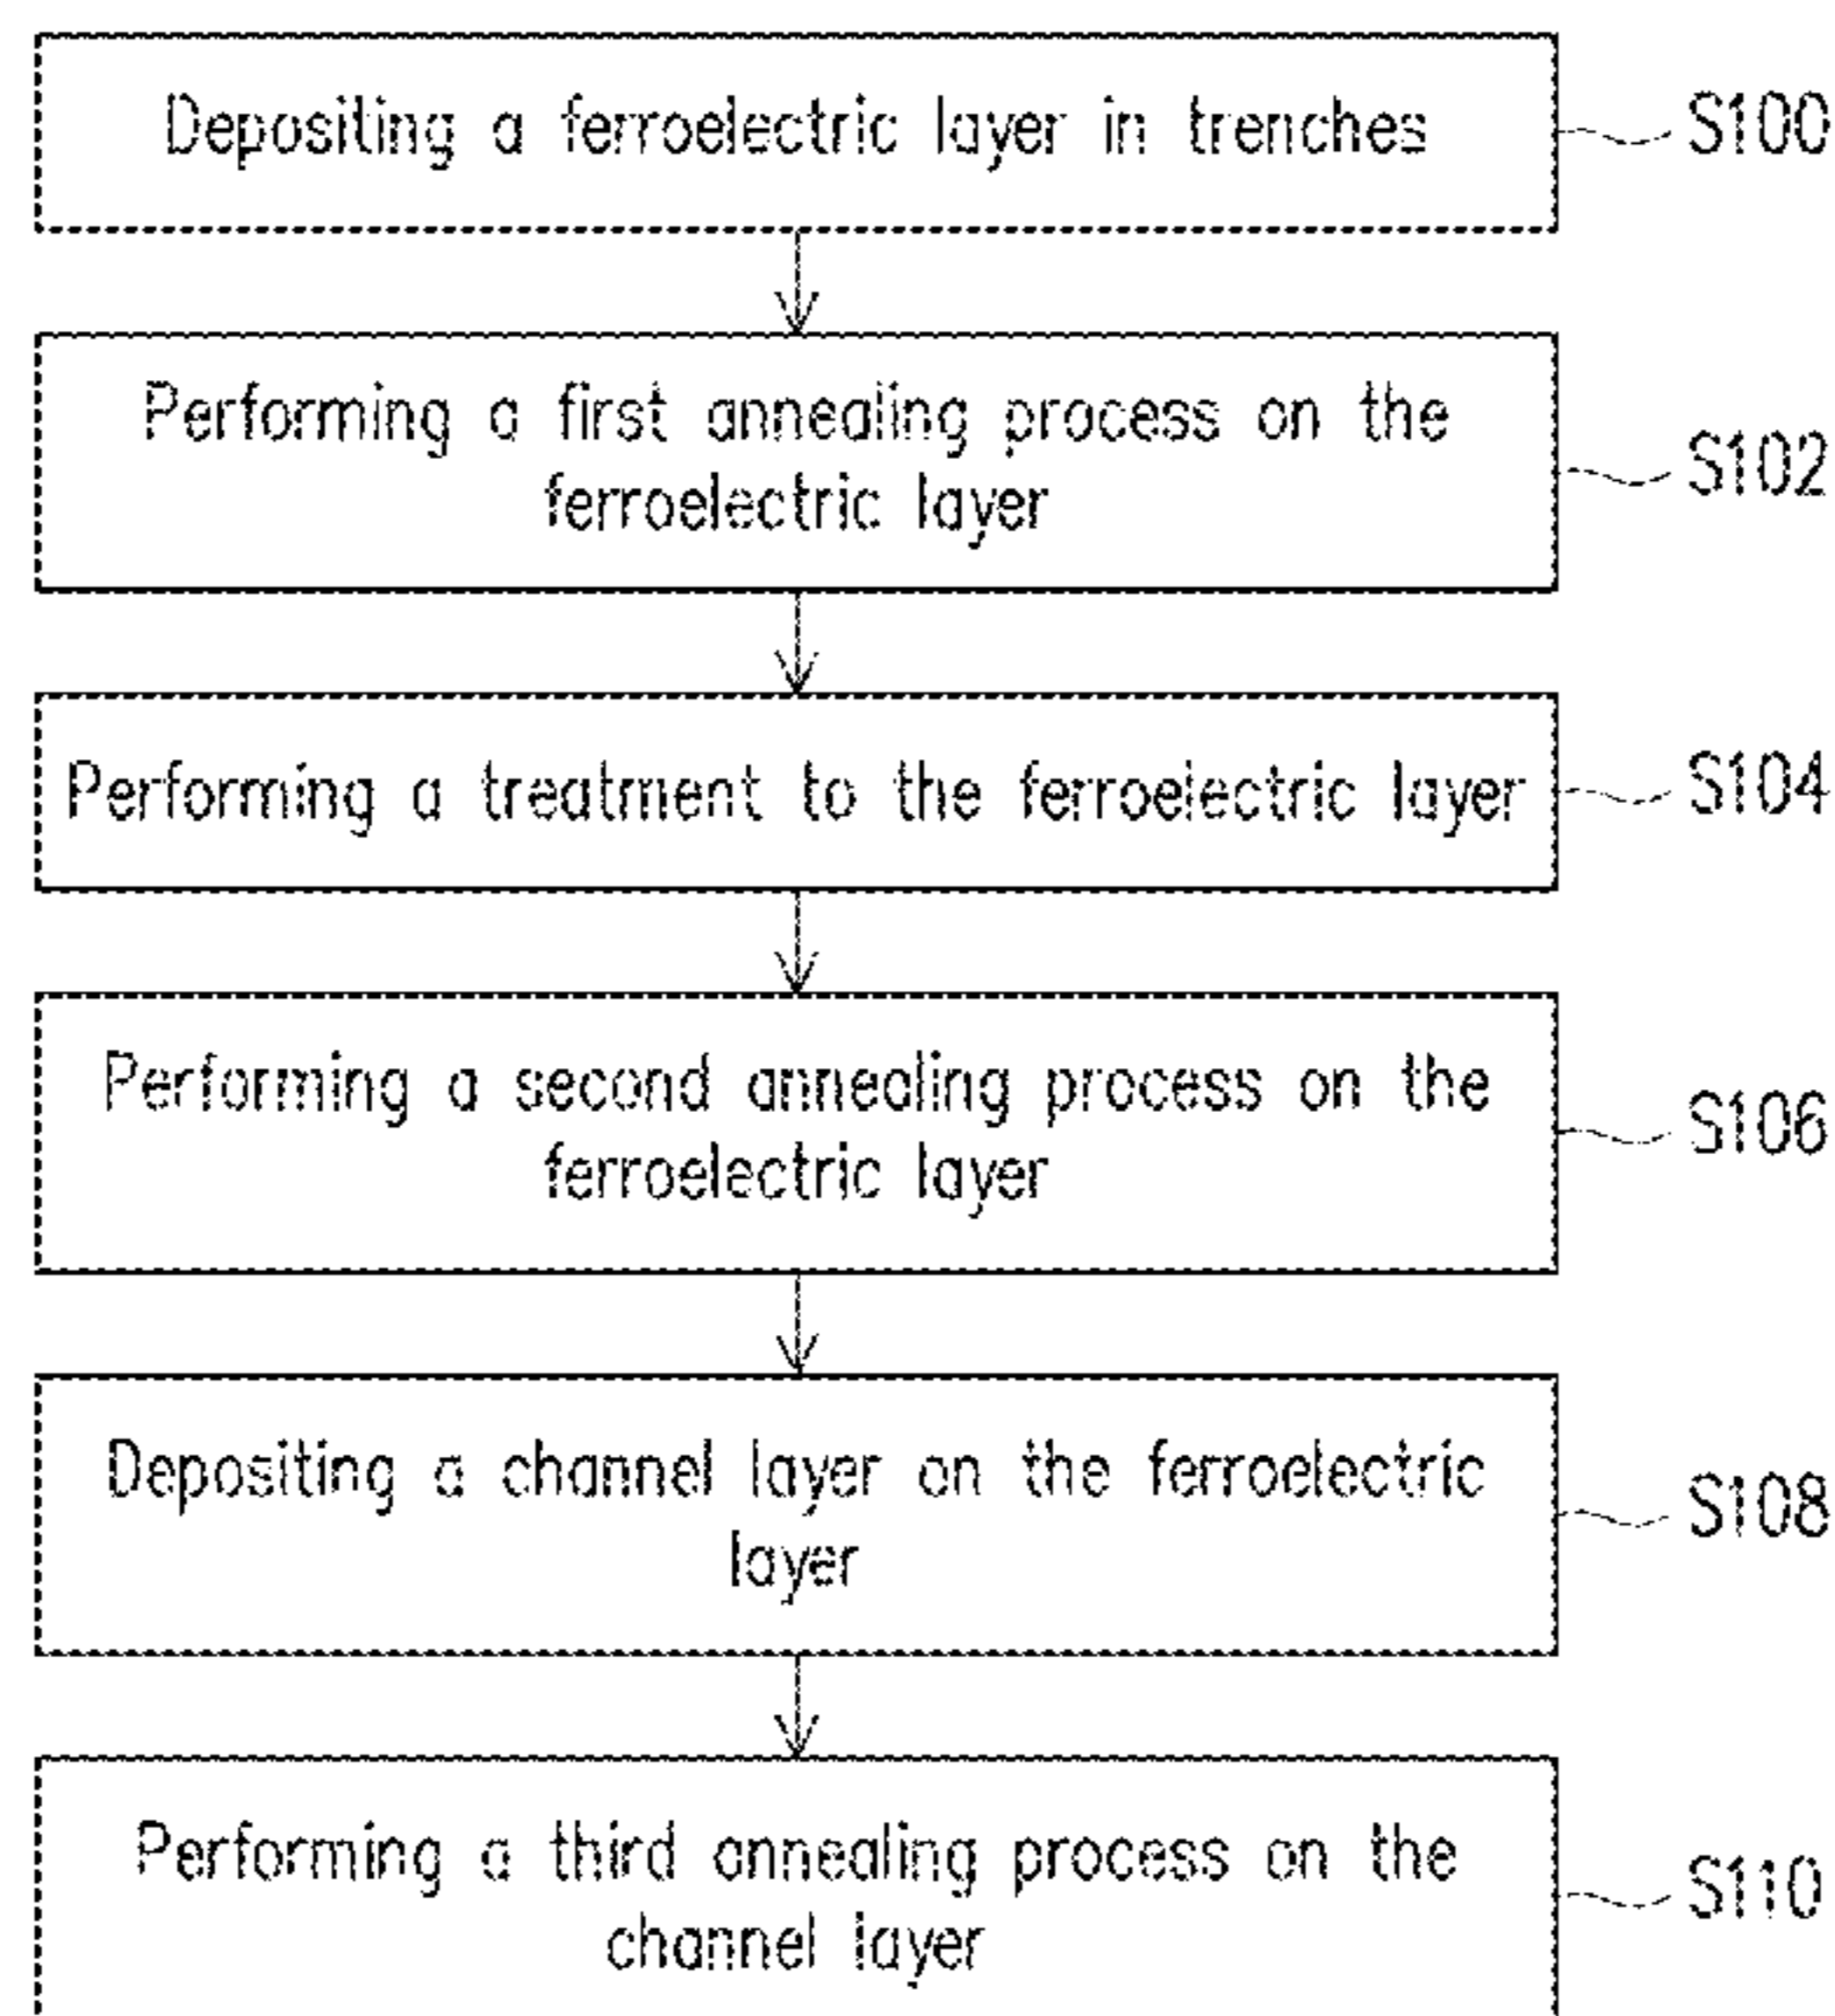 Depositing a ferroelectric layer in trenches
S100
Performing a first annealing process on the
ferroelectric layer
S102
Performing a treatment to the ferroelectric layer
S104
Performing a second annealing process on the
ferroelectric layer
S106
Depositing a channel layer on the ferroelectric
layer
S108
Performing a third annealing process on the
channel layer
S110